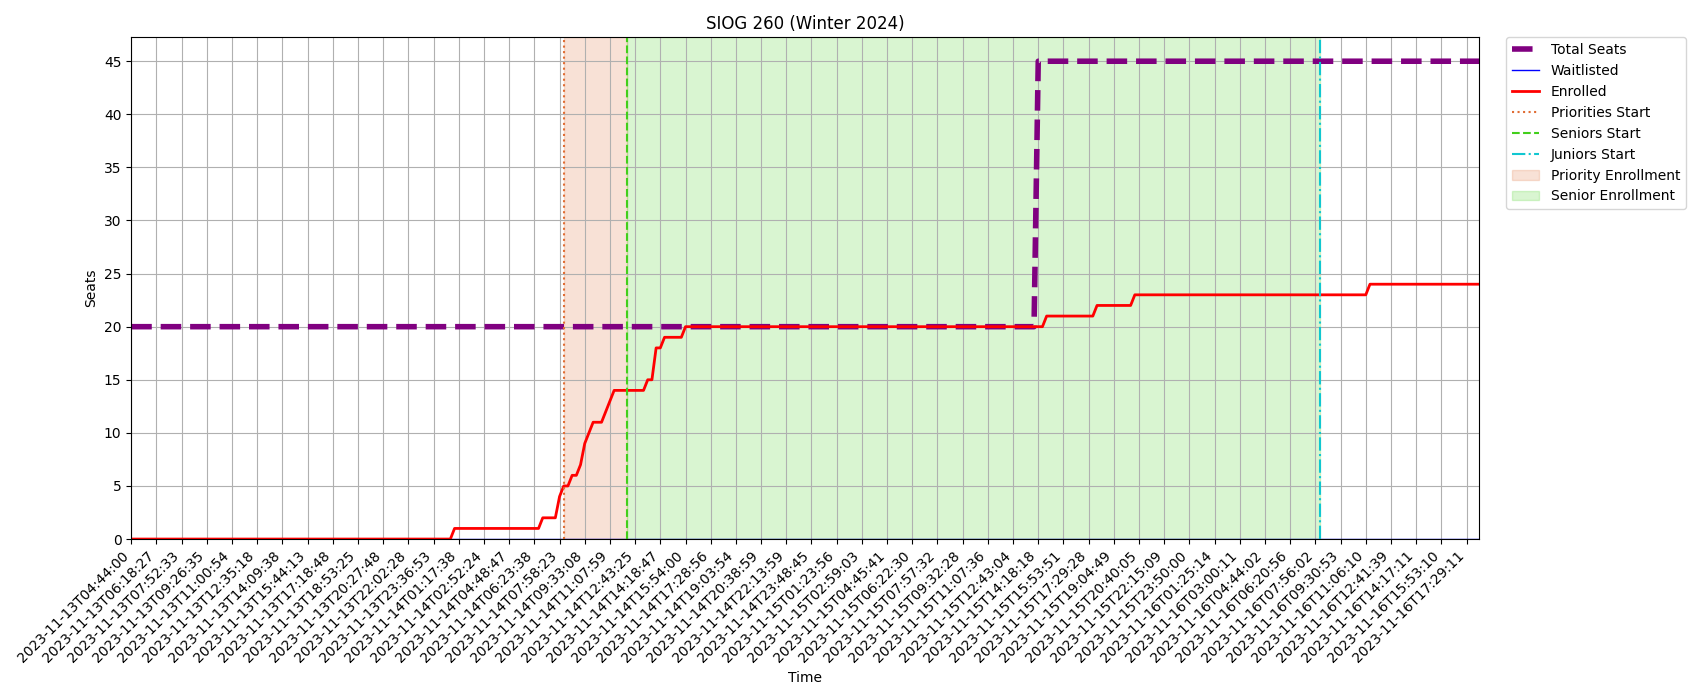 SIOG 260 (Winter 2024)
Total Seats
Waitlisted
Enrolled
Priorities Start
Seniors Start
Juniors Start
Priority Enrollment
Senior Enrollment
Seats
45
40
35
30
25
20
15
10
5
0
2023-11-13T04:44:00
2023-11-13T06:18:27
2023-11-13T07:52:33
2023-11-13T09:26:35
2023-11-13T11:00:54
2023-11-13T12:35:18
2023-11-13T14:09:38
2023-11-13T15:44:13
2023-11-13T17:18:48
2023-11-13T18:53:25
2023-11-13T20:27:48
2023-11-13T22:02:28
2023-11-13T23:36:53
2023-11-14T01:17:38
2023-11-14T02:52:24
2023-11-14T04:48:47
2023-11-14T06:23:38
2023-11-14T07:58:23
2023-11-14T09:33:08
2023-11-14T11:07:59
2023-11-14T12:43:25
2023-11-14T14:18:47
2023-11-14T15:54:00
2023-11-14T17:28:56
2023-11-14T19:03:54
2023-11-14T20:38:59
2023-11-14T22:13:59
2023-11-14T23:48:45
2023-11-15T01:23:56
2023-11-15T02:59:03
2023-11-15T04:45:41
2023-11-15T06:22:30
2023-11-15T07:57:32
2023-11-15T09:32:28
2023-11-15T11:07:36
2023-11-15T12:43:04
2023-11-15T14:18:18
2023-11-15T15:53:51
2023-11-15T17:29:28
2023-11-15T19:04:49
2023-11-15T20:40:05
2023-11-15T22:15:09
2023-11-15T23:50:00
2023-11-16T01:25:14
2023-11-16T03:00:11
2023-11-16T04:44:02
2023-11-16T06:20:56
2023-11-16T07:56:02
2023-11-16T09:30:53
2023-11-16T11:06:10
2023-11-16T12:41:39
2023-11-16T14:17:11
2023-11-16T15:53:10
2023-11-16T17:29:11
Time